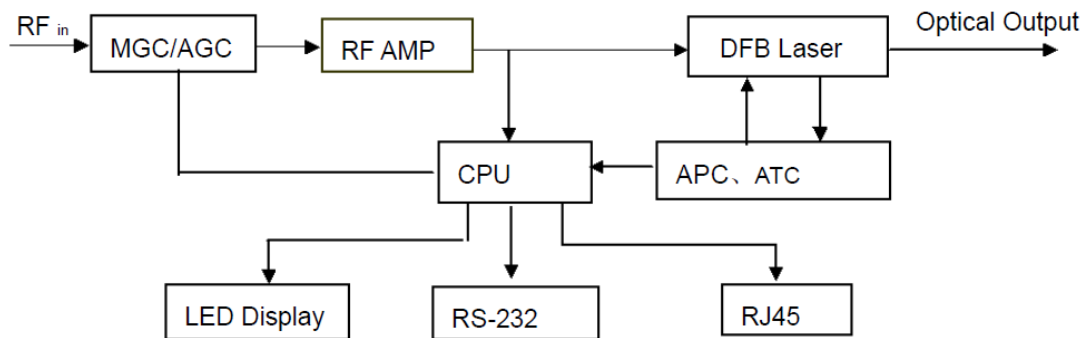 RF in
MGC/AGC
RF AMP
DFB Laser
Optical Output
CPU
APC、ATC
LED Display
RS-232
RJ45